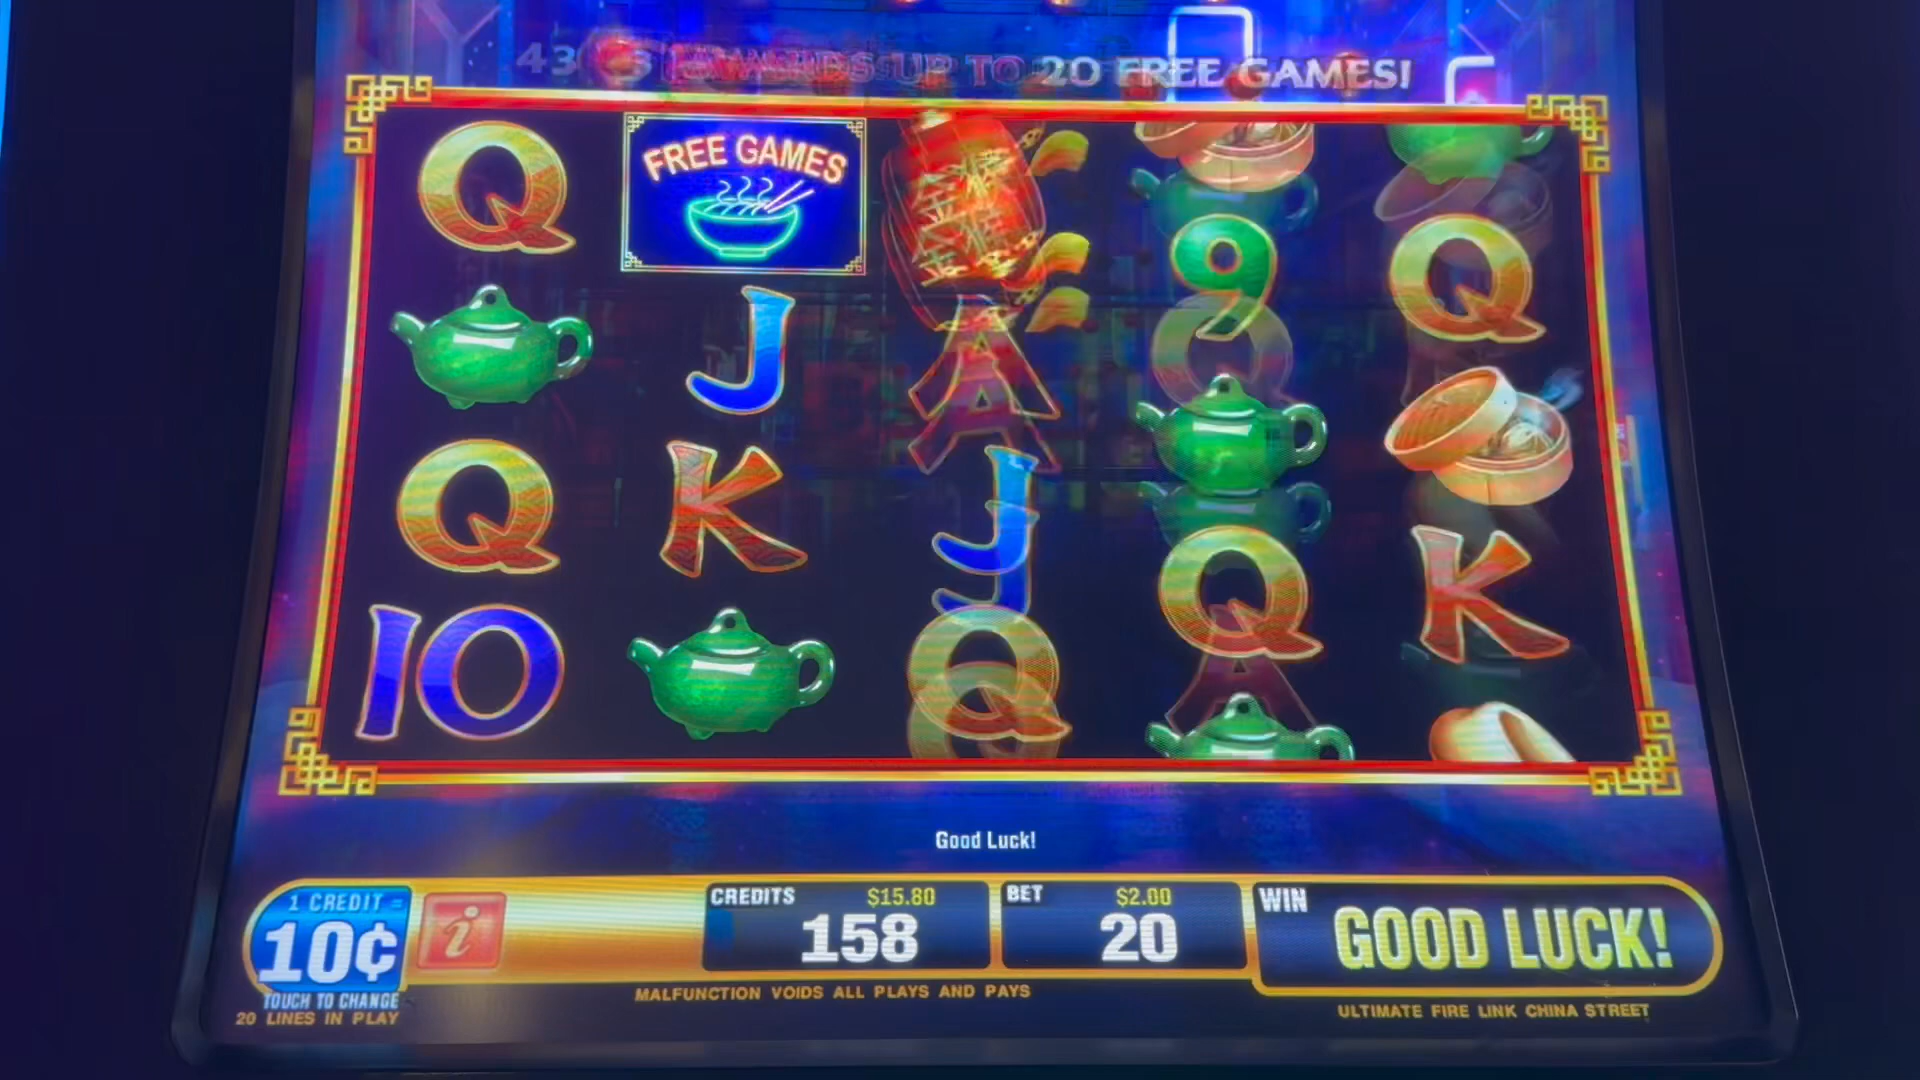 UP TO 20 FREE GAMES!
Q
FREE GAMES
9
Q
J
A
Q
K
J
Q
K
10
Q
Good Luck!
1 CREDIT =
10¢
TOUCH TO CHANGE
20 LINES IN PLAY
i
CREDITS $15.80
158
BET $2.00
20
WIN
GOOD LUCK!
MALFUNCTION VOIDS ALL PLAYS AND PAYS
ULTIMATE FIRE LINK CHINA STREET